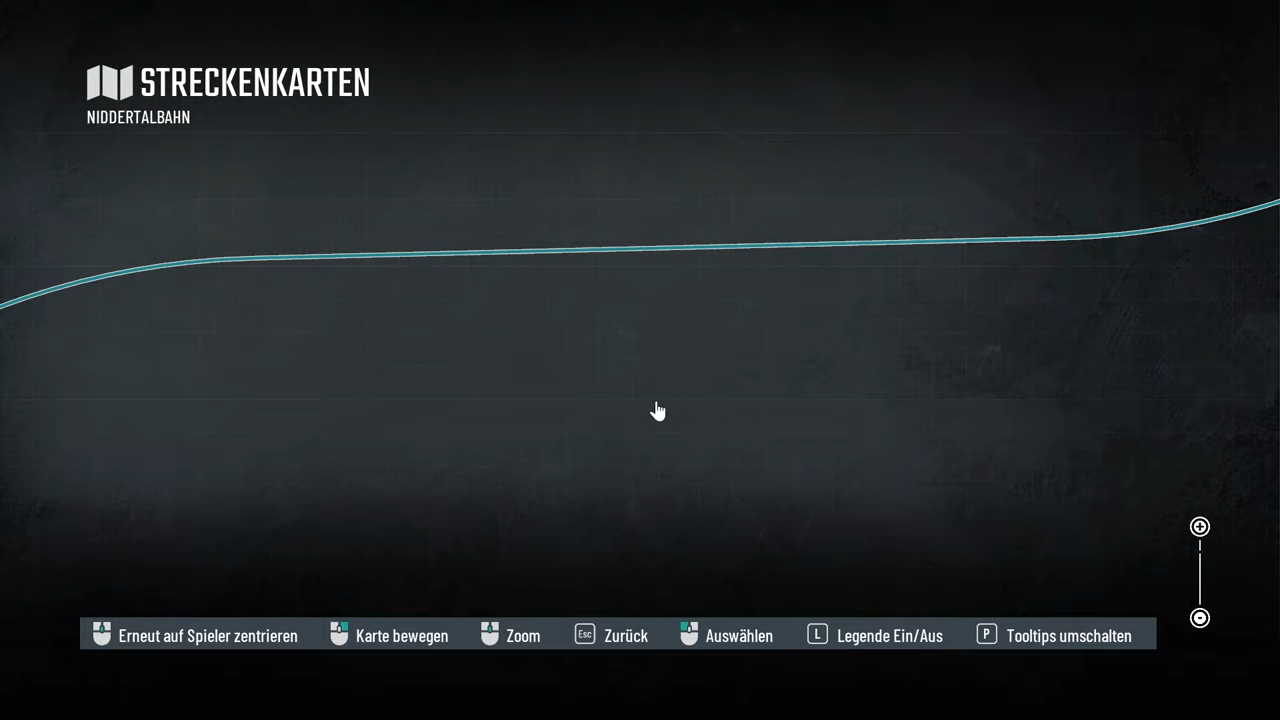 STRECKENKARTEN
NIDDERTALBAHN
Erneut auf Spieler zentrieren Karte bewegen Zoom Esc Zurück Auswählen L Legende Ein/Aus P Tooltips umschalten